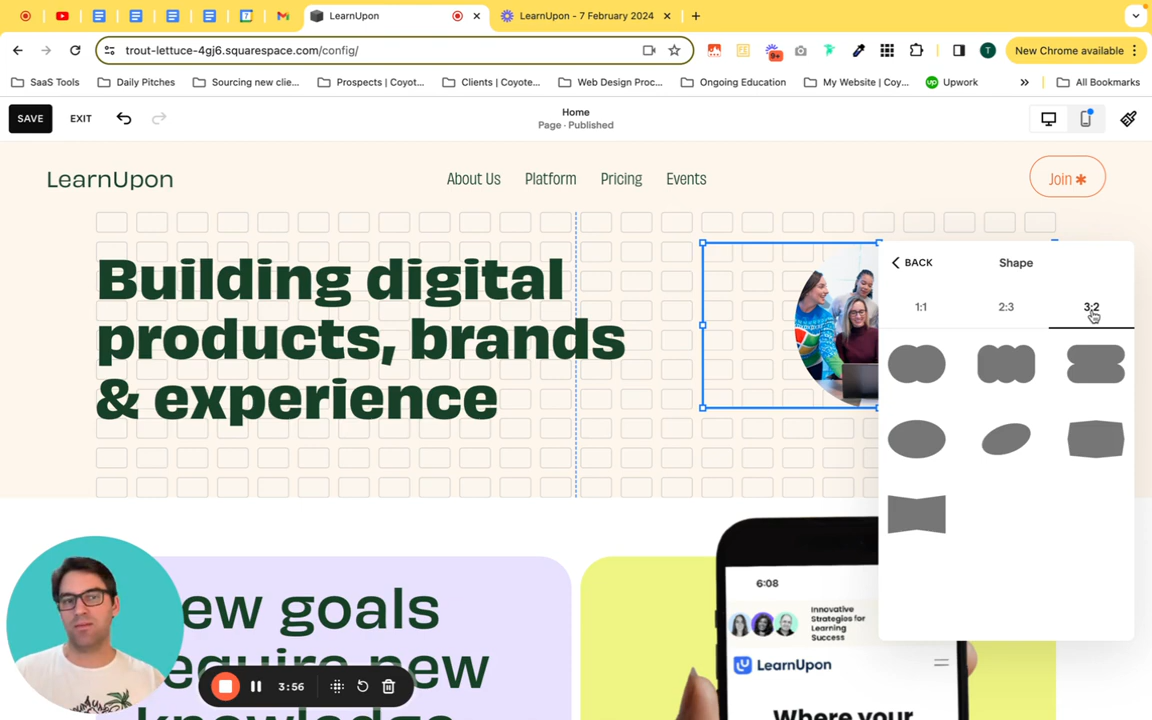 LearnUpon
LearnUpon - 7 February 2024
trout-lettuce-4gj6.squarespace.com/config/
9+
T
New Chrome available
SaaS Tools
Daily Pitches
Sourcing new clie...
Prospects | Coyot...
Clients | Coyote...
Web Design Proc...
Ongoing Education
My Website | Coy...
up
Upwork
»
All Bookmarks
SAVE
EXIT
Home
Page · Published
LearnUpon
About Us
Platform
Pricing
Events
Join ✱
Building digital
products, brands
& experience
BACK
Shape
1:1
2:3
3:2
ew goals
equire new
knowledge
3:56
6:08
Innovative
Strategies for
Learning
Success
LearnUpon
Where your